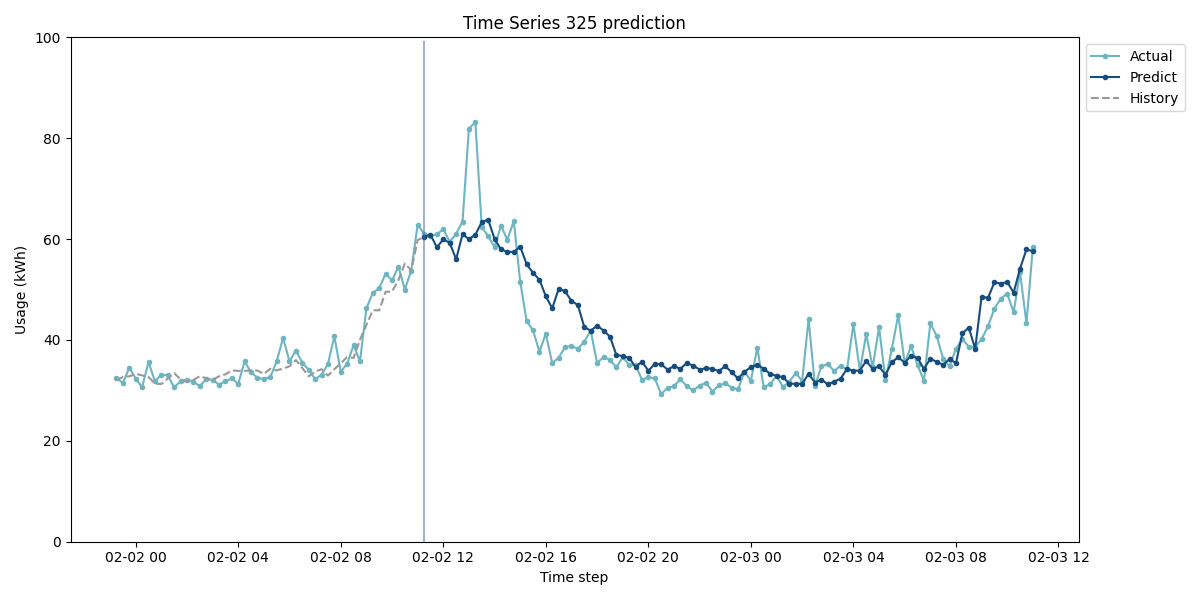 Time Series 325 prediction
Usage (kWh)
100
80
60
40
20
0
02-02 00
02-02 04
02-02 08
02-02 12
02-02 16
02-02 20
02-03 00
02-03 04
02-03 08
02-03 12
Time step
Actual
Predict
History